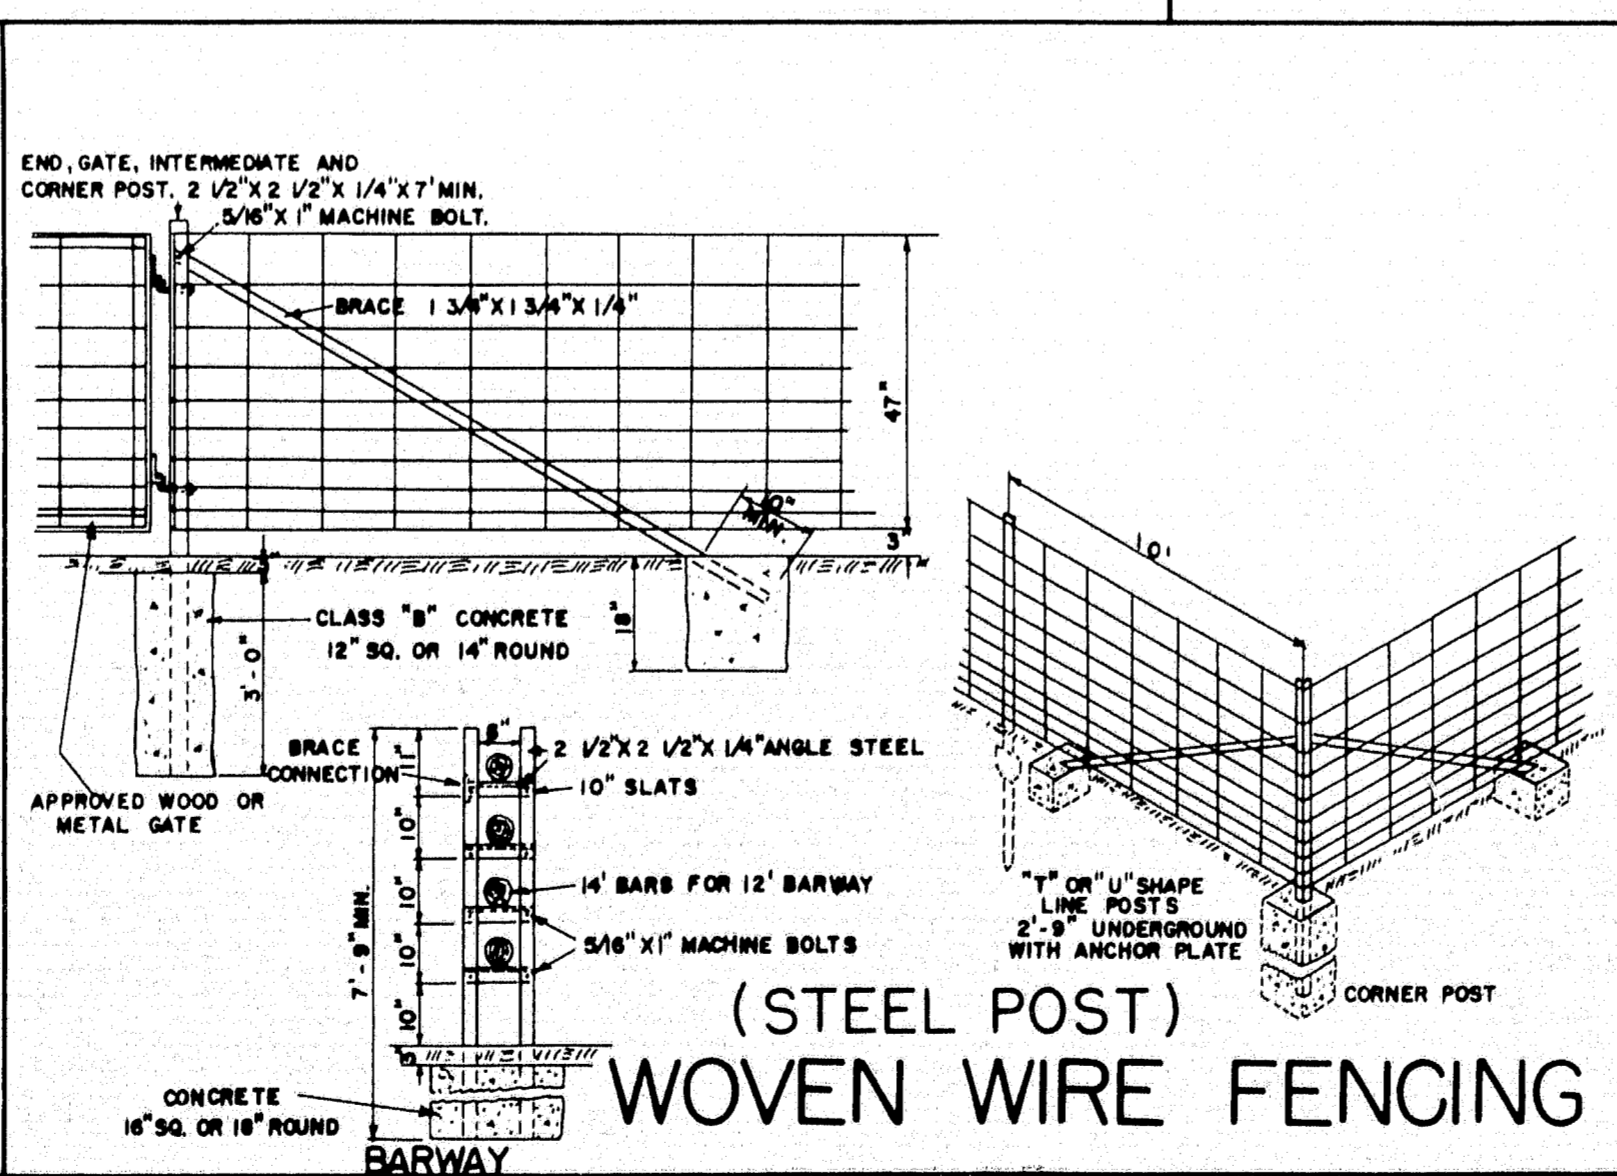 END, GATE, INTERMEDIATE AND
CORNER POST. 2 1/2" X 2 1/2" X 1/4" X 7' MIN.
5/16" X 1" MACHINE BOLT.
BRACE 1 3/4" X 1 3/4" X 1/4"
47"
10"
MIN.
3"
CLASS "B" CONCRETE
12" SQ. OR 14" ROUND
3'-0"
18"
APPROVED WOOD OR
METAL GATE
10'
"T" OR "U" SHAPE
LINE POSTS
2'-9" UNDERGROUND
WITH ANCHOR PLATE
CORNER POST
BRACE
CONNECTION
11"
2 1/2" X 2 1/2" X 1/4" ANGLE STEEL
10" SLATS
10"
10"
14' BARS FOR 12' BARWAY
10"
5/16" X 1" MACHINE BOLTS
10"
3"
7'-9" MIN.
CONCRETE
16" SQ. OR 18" ROUND
BARWAY
(STEEL POST)
WOVEN WIRE FENCING